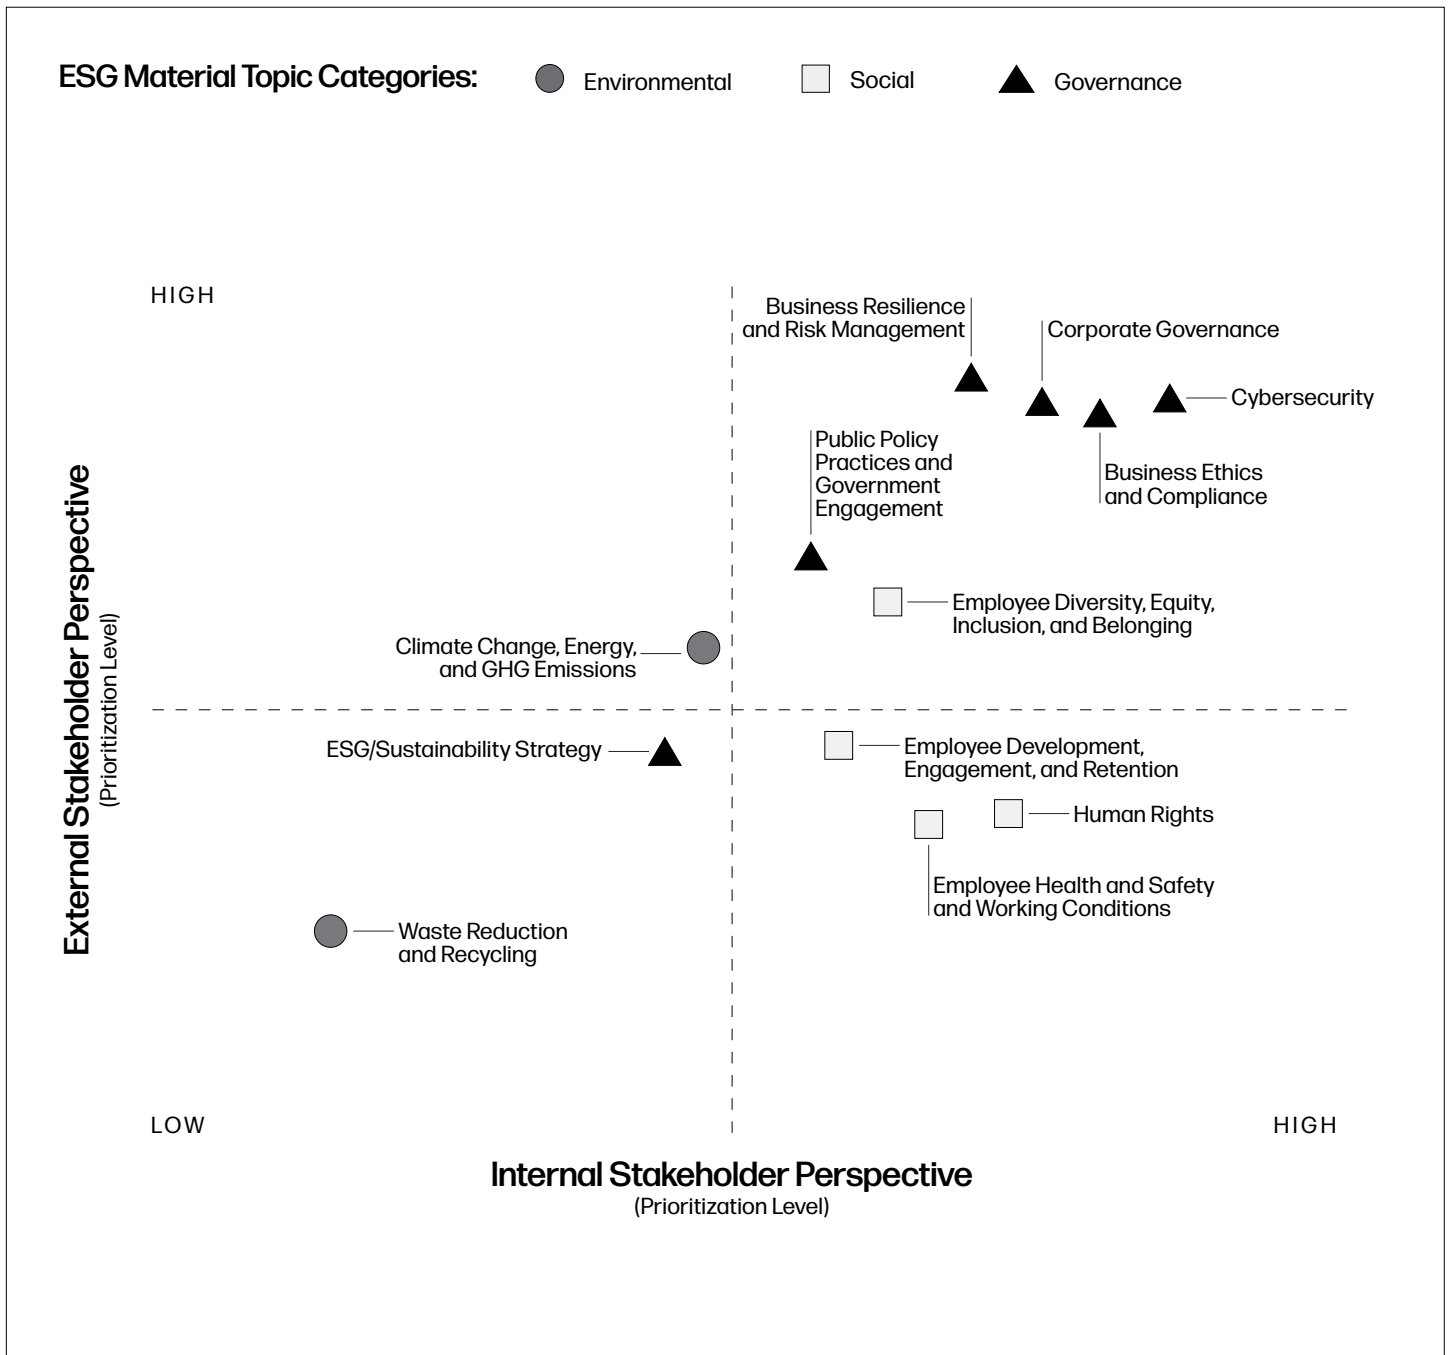 ESG Material Topic Categories:
Environmental
Social
Governance
HIGH
Business Resilience
and Risk Management
Corporate Governance
Cybersecurity
Public Policy
Practices and
Government
Engagement
Business Ethics
and Compliance
Employee Diversity, Equity,
Inclusion, and Belonging
Climate Change, Energy,
and GHG Emissions
External Stakeholder Perspective
(Prioritization Level)
ESG/Sustainability Strategy
Employee Development,
Engagement, and Retention
Human Rights
Employee Health and Safety
and Working Conditions
Waste Reduction
and Recycling
LOW
HIGH
Internal Stakeholder Perspective
(Prioritization Level)